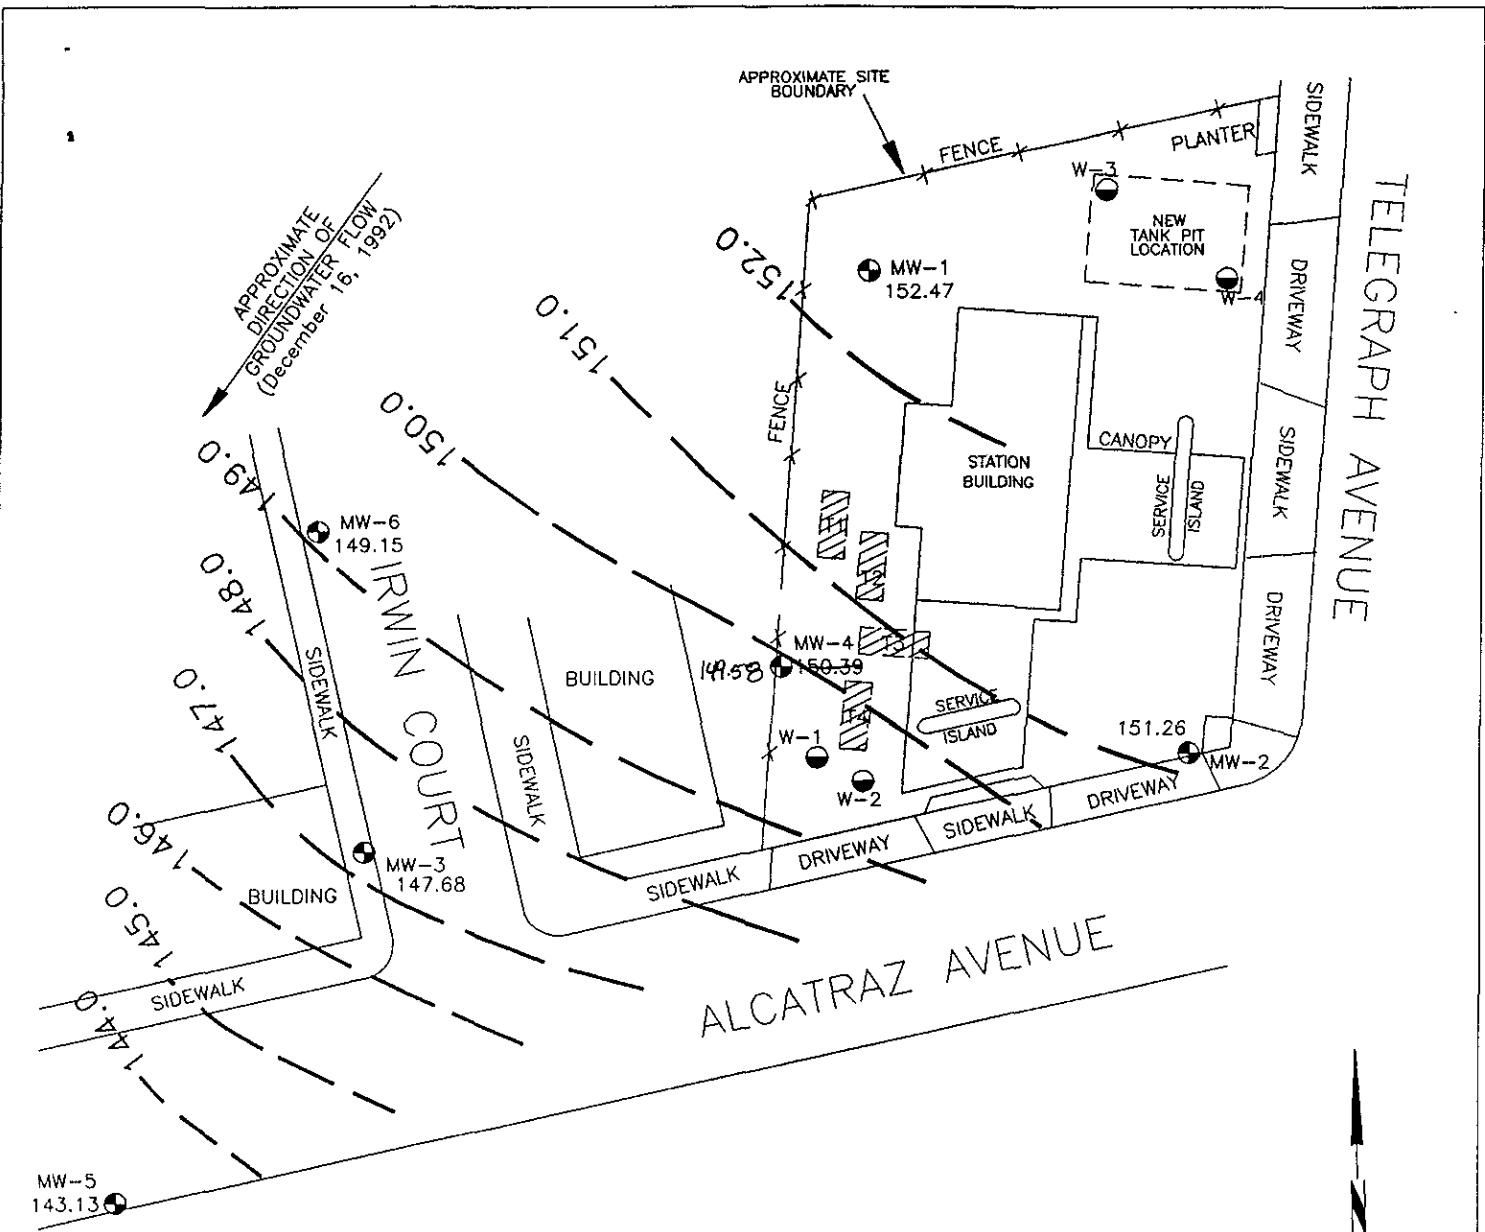 APPROXIMATE SITE
BOUNDARY
FENCE
PLANTER
SIDEWALK
W-3
NEW
TANK PIT
LOCATION
W-4
DRIVEWAY
TELEGRAPH AVENUE
APPROXIMATE
DIRECTION OF
GROUNDWATER FLOW
(December 16, 1992)
152.0
MW-1
152.47
151.0
150.0
149.0
FENCE
STATION
BUILDING
CANOPY
SERVICE
ISLAND
SIDEWALK
MW-6
149.15
148.0
IRWIN COURT
SIDEWALK
T2
DRIVEWAY
147.0
BUILDING
MW-4
149.58
150.39
SERVICE
ISLAND
151.26
MW-2
W-1
W-2
SIDEWALK
DRIVEWAY
SIDEWALK
DRIVEWAY
SIDEWALK
146.0
MW-3
147.68
BUILDING
145.0
SIDEWALK
144.0
ALCATRAZ AVENUE
MW-5
143.13